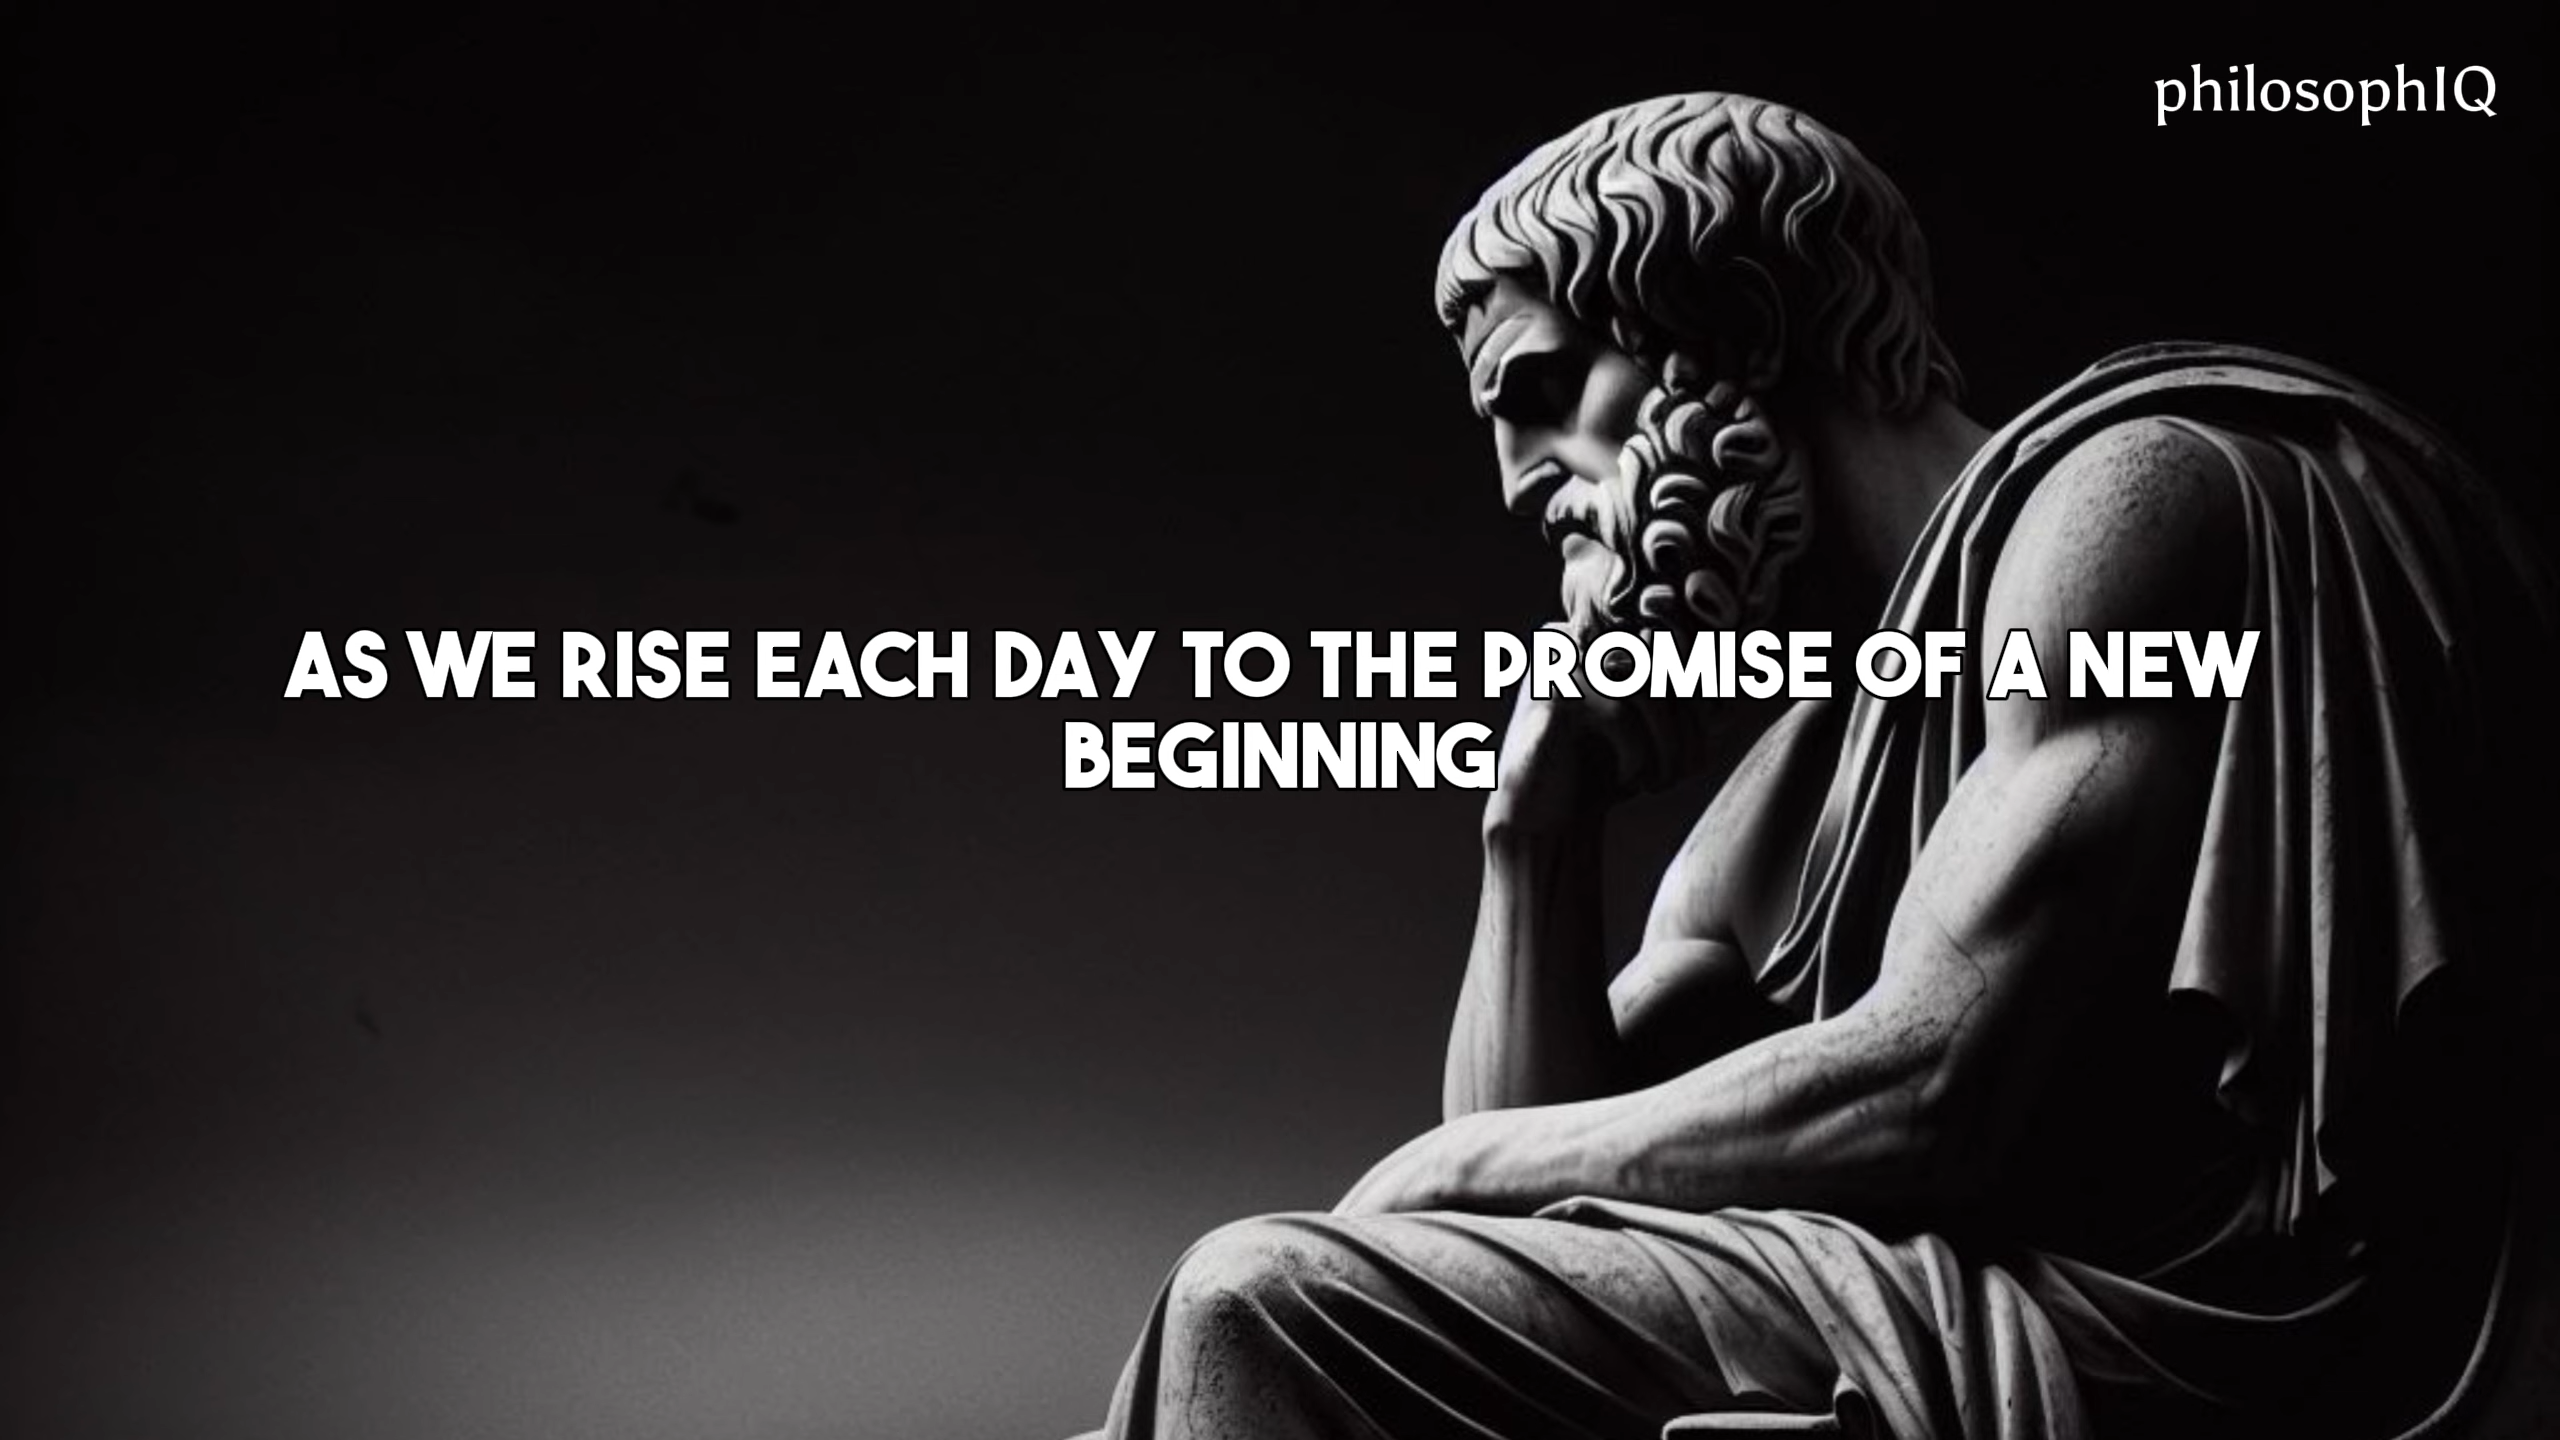 philosophIQ
AS WE RISE EACH DAY TO THE PROMISE OF A NEW
BEGINNING